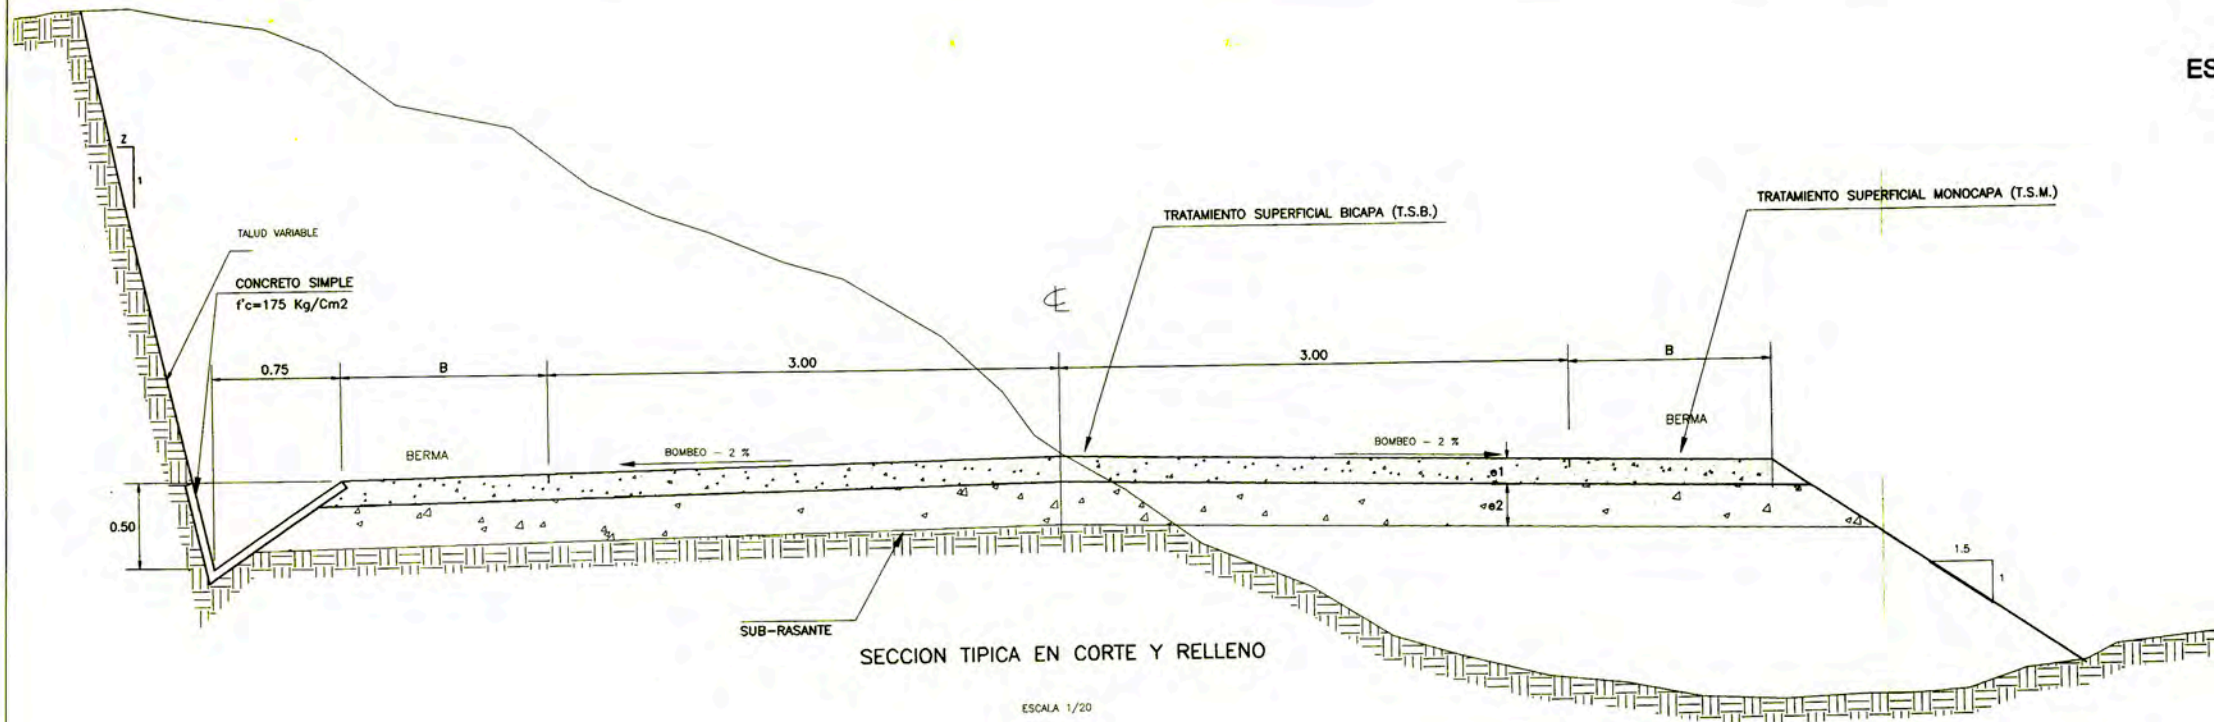 ES
Z
1
TRATAMIENTO SUPERFICIAL MONOCAPA (T.S.M.)
TRATAMIENTO SUPERFICIAL BICAPA (T.S.B.)
TALUD VARIABLE
CONCRETO SIMPLE
f'c=175 Kg/Cm2
0.75
B
3.00
3.00
B
BERMA
BERMA
BOMBEO - 2 %
BOMBEO - 2 %
e1
e2
0.50
1.5
1
SUB-RASANTE
SECCION TIPICA EN CORTE Y RELLENO
ESCALA 1/20